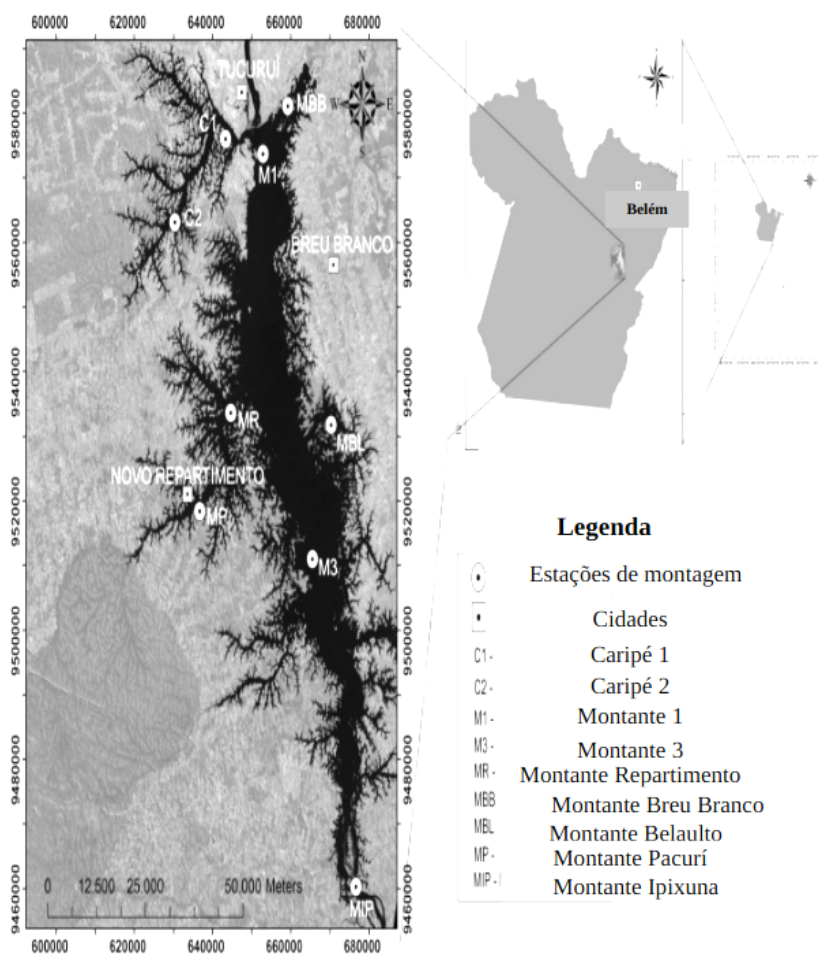 600000 620000 640000 660000 680000
9580000
9560000
9540000
9520000
9500000
9480000
9460000
TUCURUÍ
N
W E
S
MBB
C1
M1
C2
BREU BRANCO
MR
MBL
NOVO REPARTIMENTO
MP
M3
MIP
0 12.500 25.000 50.000 Meters
9580000
9560000
9540000
9520000
9500000
9480000
9460000
600000 620000 640000 660000 680000
Belém
Legenda
Estações de montagem
Cidades
C1 - Caripé 1
C2 - Caripé 2
M1 - Montante 1
M3 - Montante 3
MR - Montante Repartimento
MBB Montante Breu Branco
MBL Montante Belaulto
MP - Montante Pacurí
MIP - Montante Ipixuna